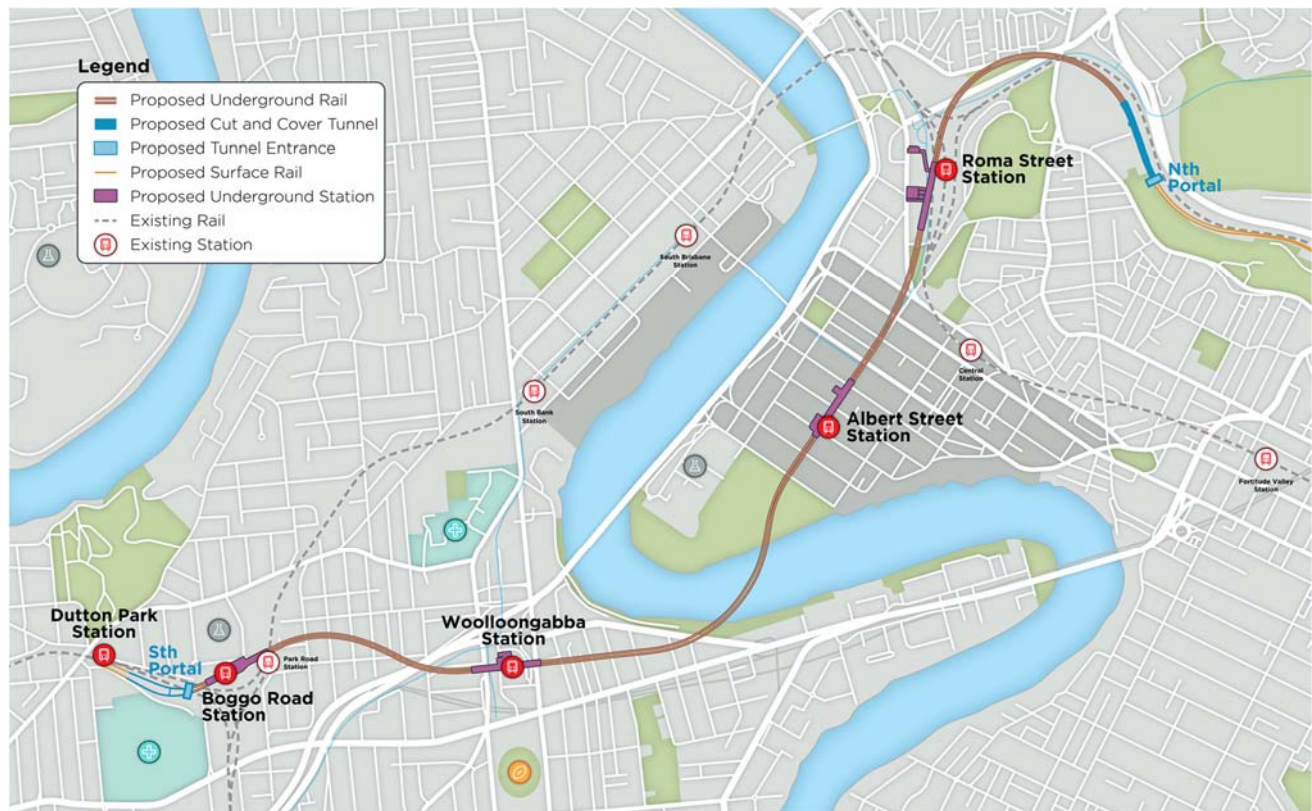 Legend
Proposed Underground Rail
Proposed Cut and Cover Tunnel
Proposed Tunnel Entrance
Proposed Surface Rail
Proposed Underground Station
Existing Rail
Existing Station
Roma Street
Station
Nth
Portal
South Brisbane
Station
Central
Station
South Bank
Station
Albert Street
Station
Fortitude Valley
Station
Dutton Park
Station
Sth
Portal
Woolloongabba
Station
Park Road
Station
Boggo Road
Station